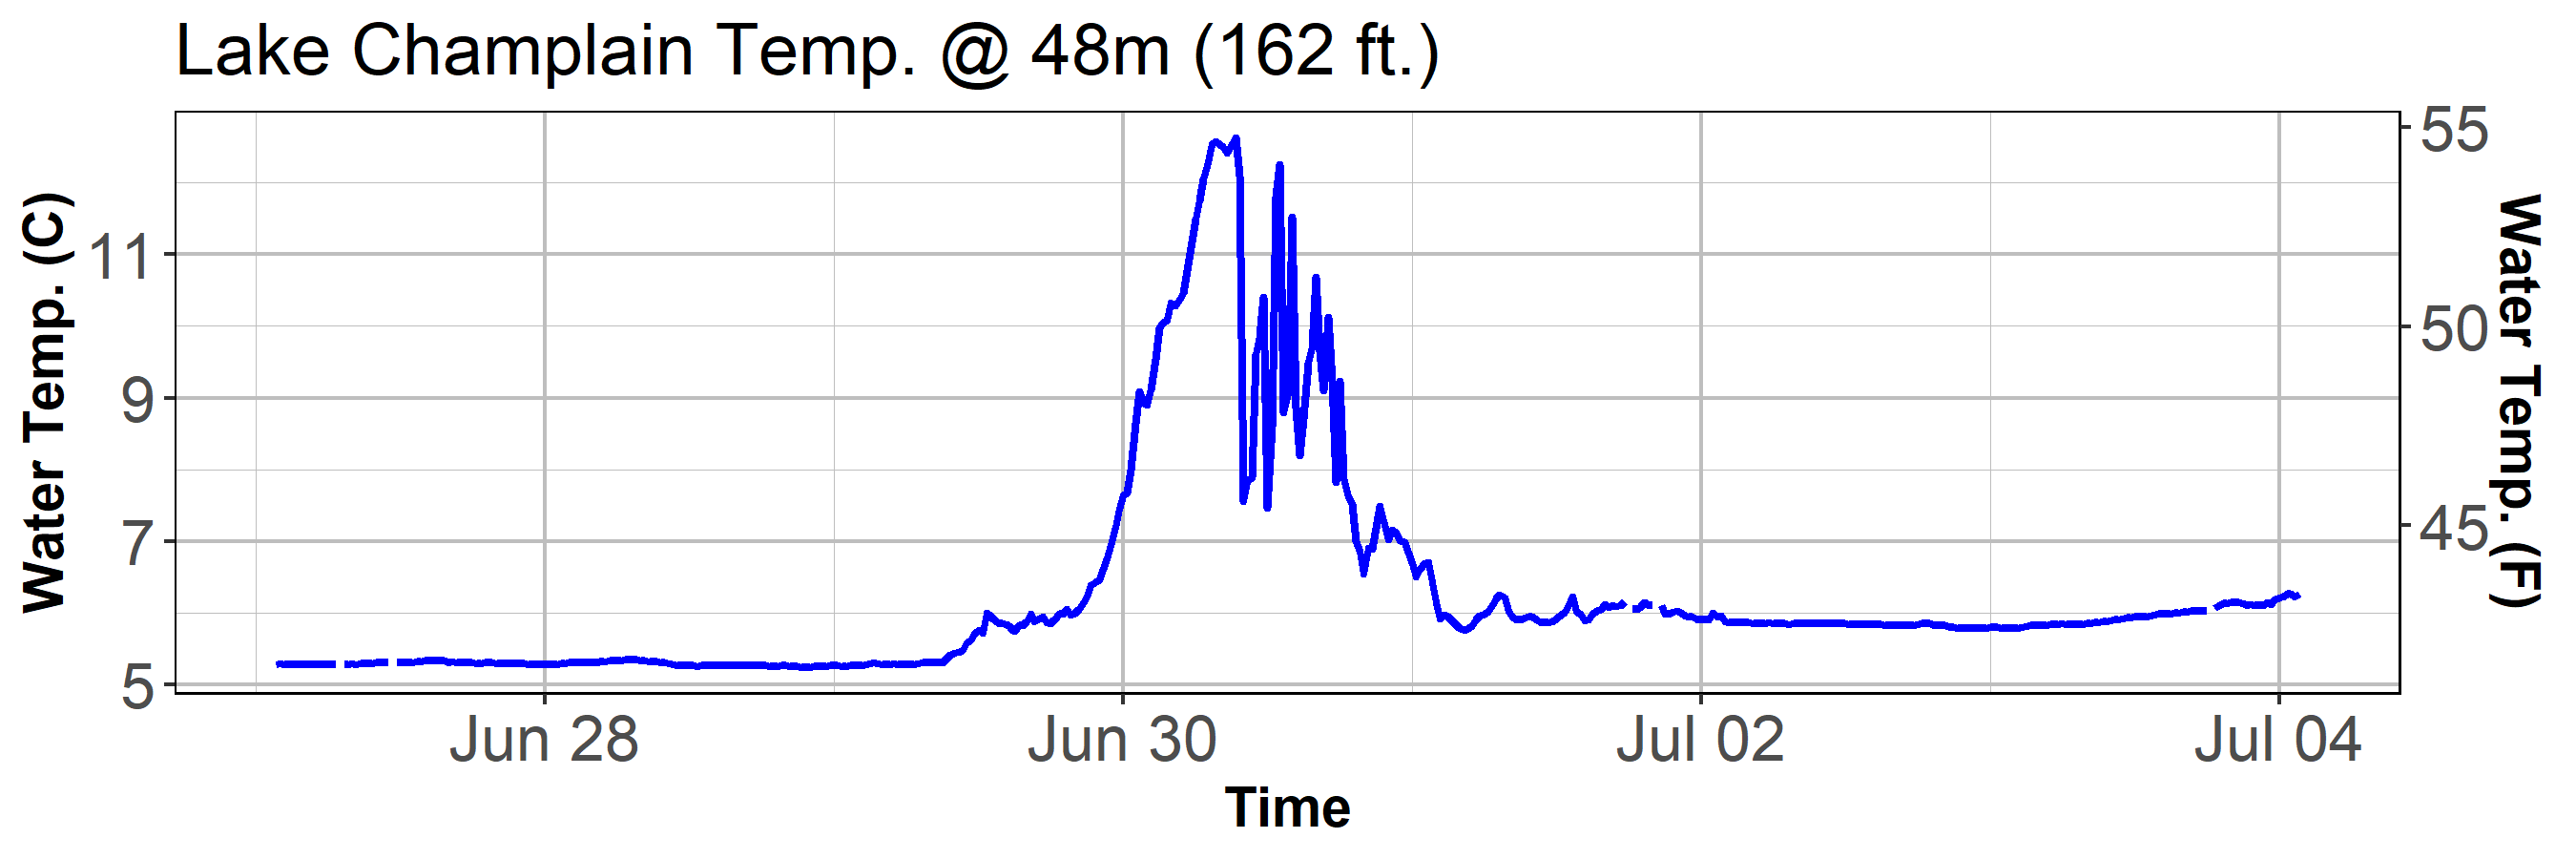 Lake Champlain Temp. @ 48m (162 ft.)
Water Temp. (C)
11
9
7
5
55
50
45
Water Temp. (F)
Jun 28
Jun 30
Jul 02
Jul 04
Time